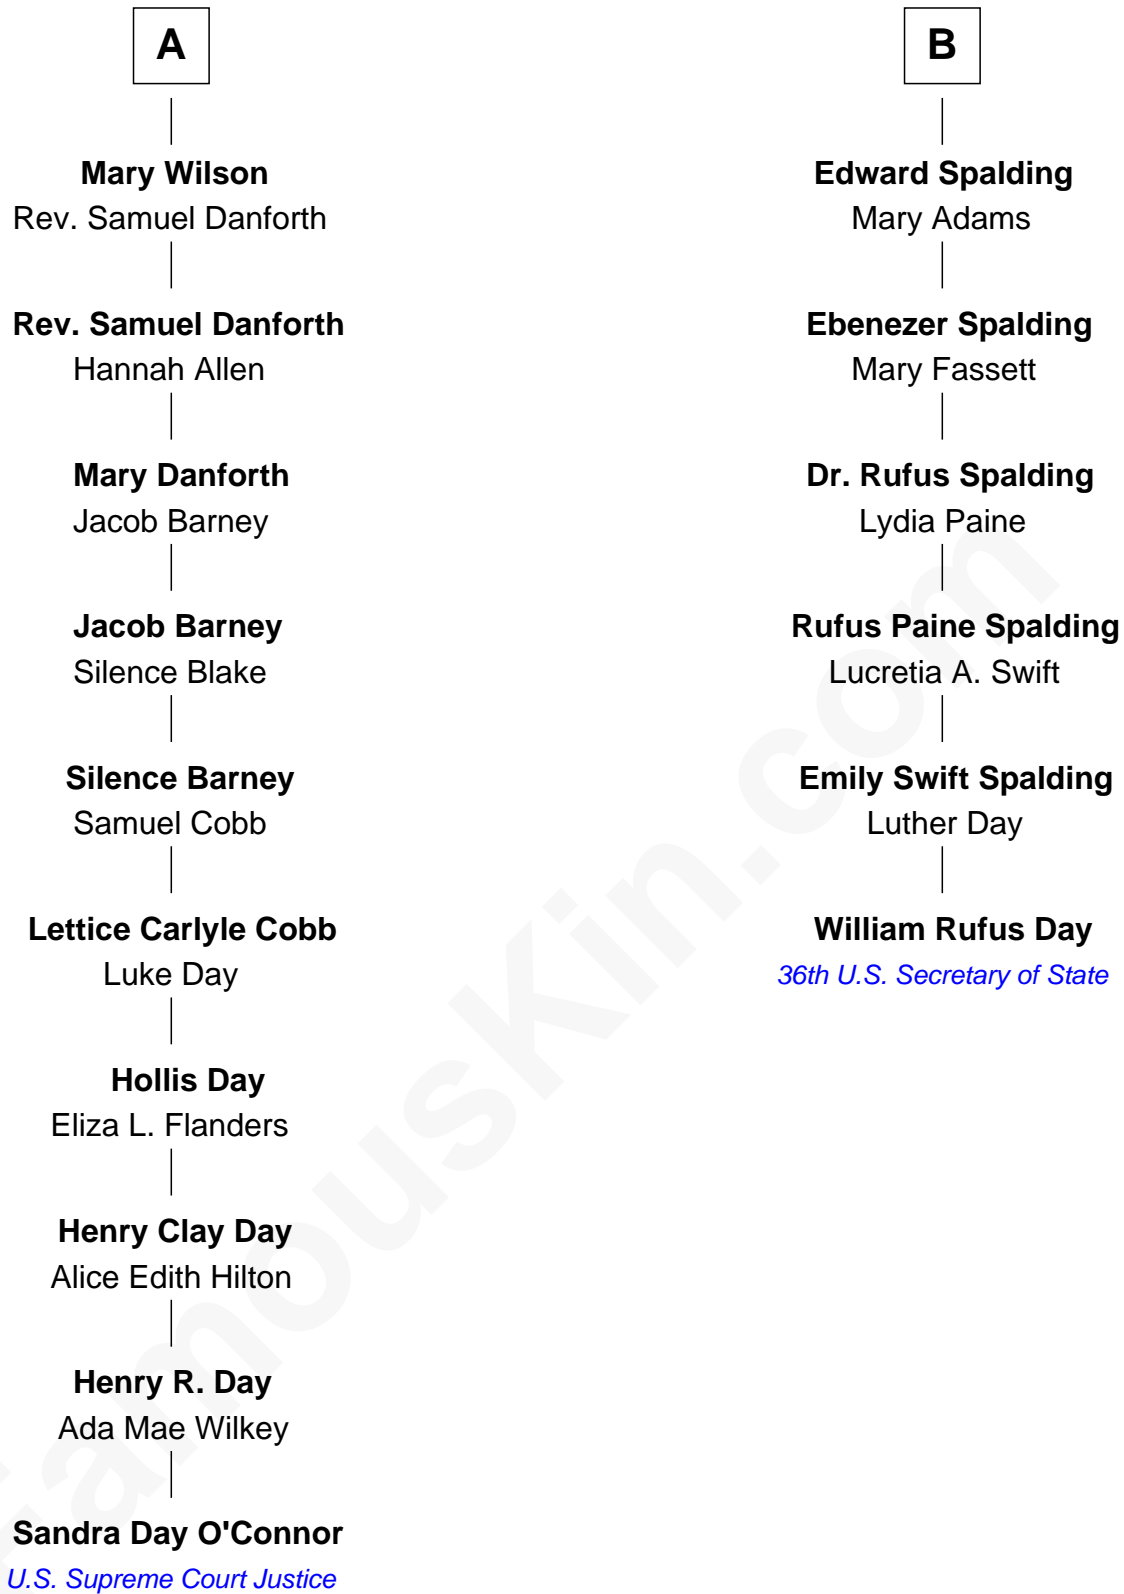 A
Mary Wilson
Rev. Samuel Danforth
Rev. Samuel Danforth
Hannah Allen
Mary Danforth
Jacob Barney
Jacob Barney
Silence Blake
Silence Barney
Samuel Cobb
Lettice Carlyle Cobb
Luke Day
Hollis Day
Eliza L. Flanders
Henry Clay Day
Alice Edith Hilton
Henry R. Day
Ada Mae Wilkey
Sandra Day O'Connor
U.S. Supreme Court Justice
B
Edward Spalding
Mary Adams
Ebenezer Spalding
Mary Fassett
Dr. Rufus Spalding
Lydia Paine
Rufus Paine Spalding
Lucretia A. Swift
Emily Swift Spalding
Luther Day
William Rufus Day
36th U.S. Secretary of State
FamousKin.com